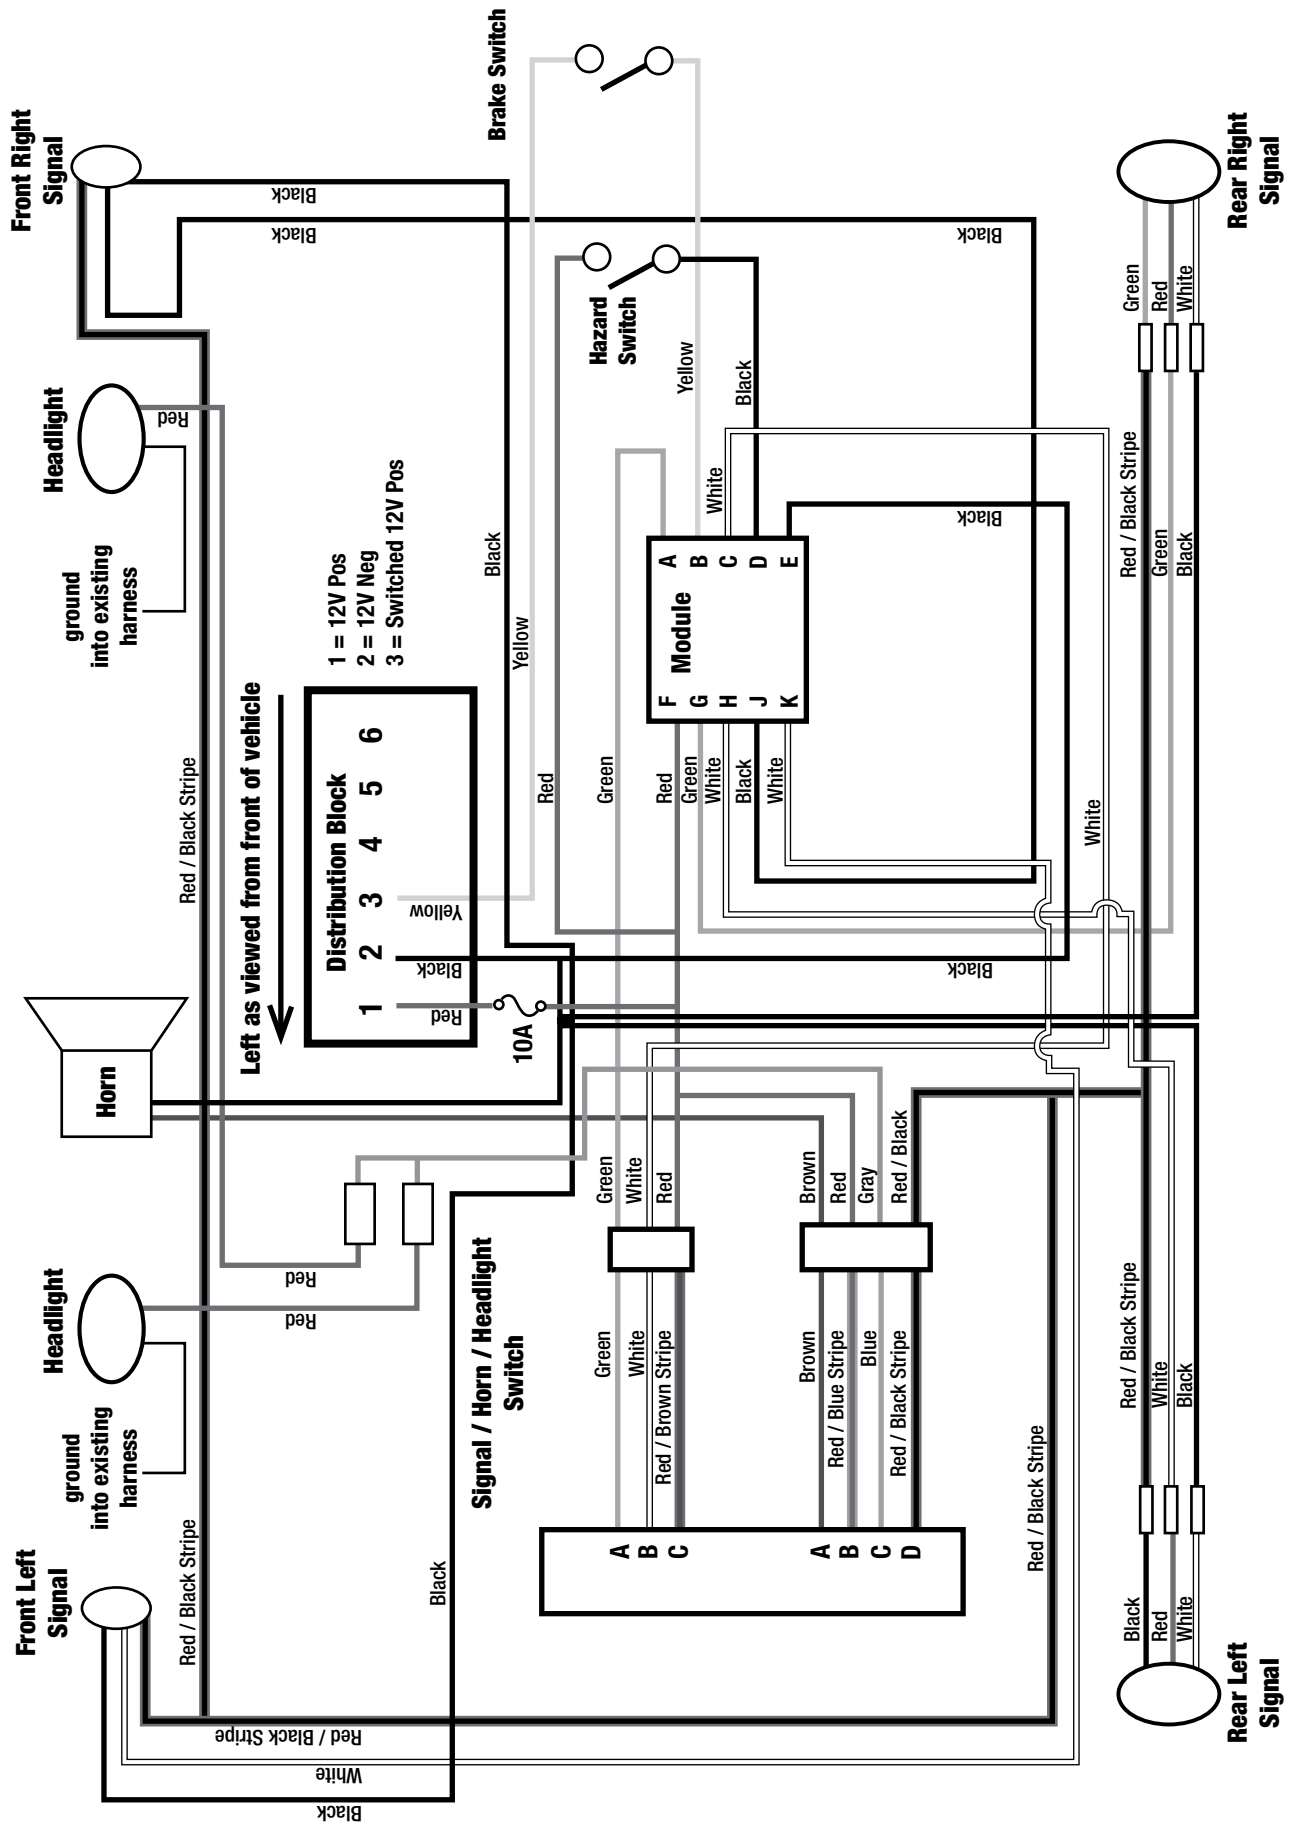 Front Left
Signal
Headlight
Horn
Headlight
Front Right
Signal
ground
into existing
harness
ground
into existing
harness
Red / Black Stripe
Red / Black Stripe
Red
Red
Red
Black
Black
Left as viewed from front of vehicle
Distribution Block
1 2 3 4 5 6
1 = 12V Pos
2 = 12V Neg
3 = Switched 12V Pos
Red
Black
Yellow
Red / Black Stripe
White
Black
Black
Black
Yellow
10A
Brake Switch
Signal / Horn / Headlight
Switch
Hazard
Switch
Red
Green
White
Red
Green
Red
Green
White
Black
White
Module
F
G
H
J
K
A
B
C
D
E
Yellow
White
Black
Black
Black
Black
White
Green
White
Red / Brown Stripe
A
B
C
Brown
Red
Gray
Red / Black
Brown
Red / Blue Stripe
Blue
Red / Black Stripe
A
B
C
D
Red / Black Stripe
Black
Red
White
Red / Black Stripe
White
Black
Red / Black Stripe
Green
Black
Green
Red
White
Rear Left
Signal
Rear Right
Signal